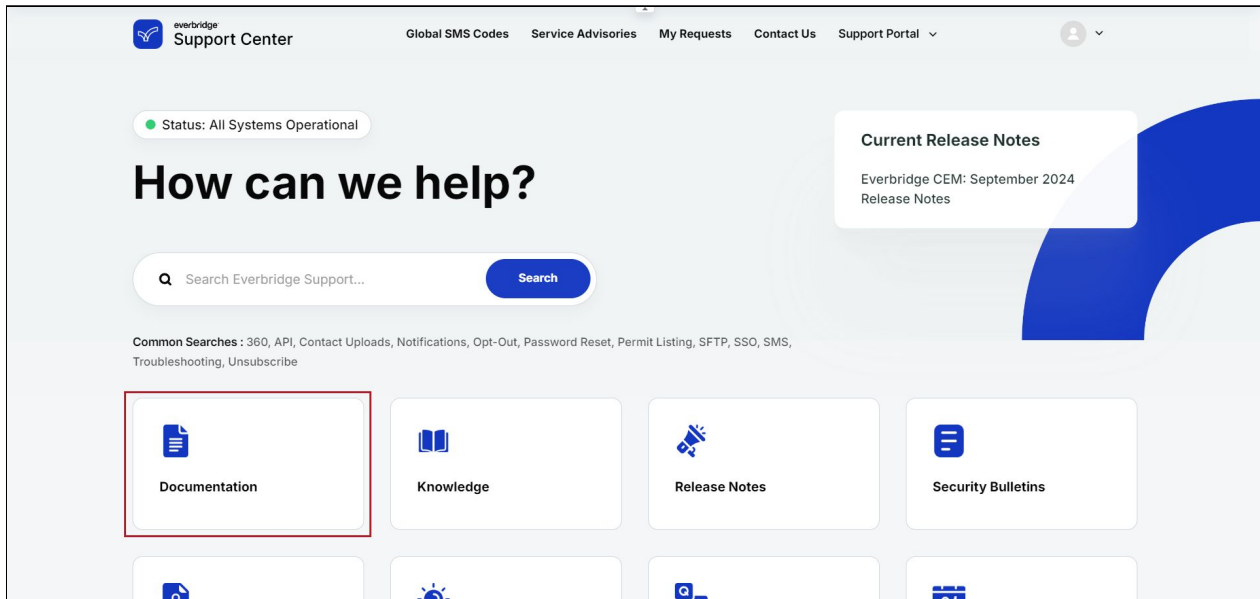 everbridge
Support Center
Global SMS Codes Service Advisories My Requests Contact Us Support Portal
Status: All Systems Operational
How can we help?
Current Release Notes
Everbridge CEM: September 2024
Release Notes
Search Everbridge Support...
Search
Common Searches : 360, API, Contact Uploads, Notifications, Opt-Out, Password Reset, Permit Listing, SFTP, SSO, SMS,
Troubleshooting, Unsubscribe
Documentation
Knowledge
Release Notes
Security Bulletins
Q